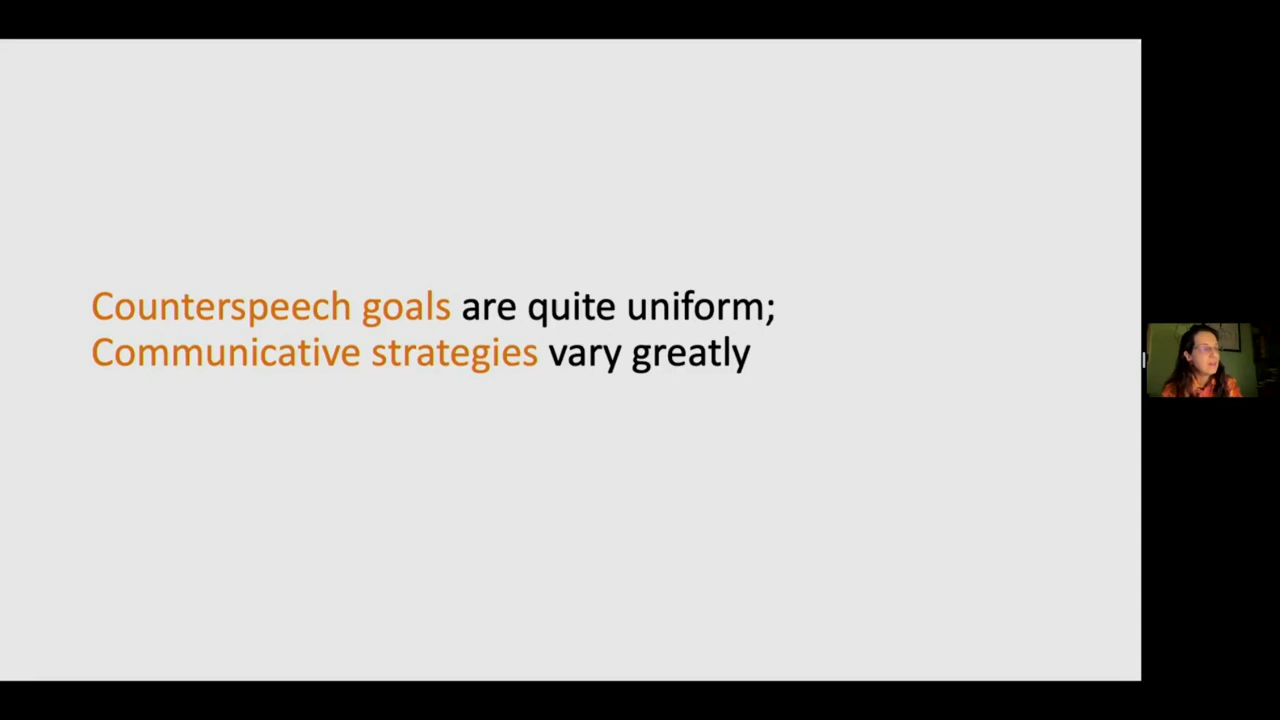 Counterspeech goals are quite uniform;
Communicative strategies vary greatly